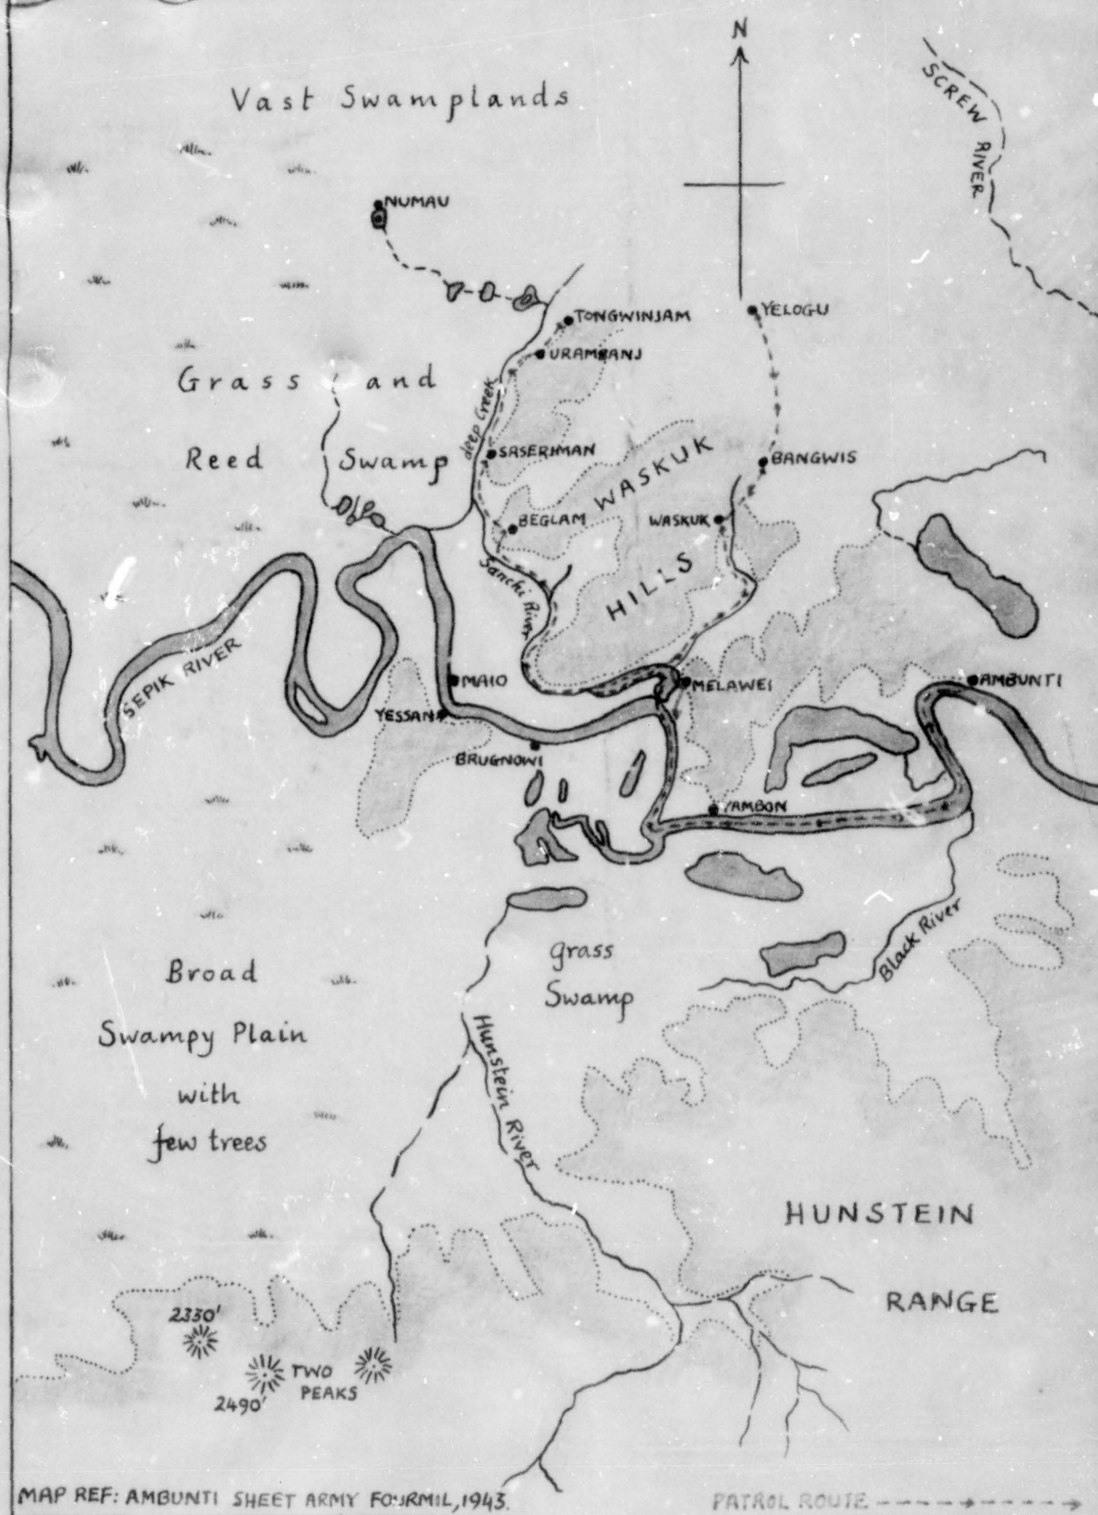 N
SCREW RIVER
Vast Swamplands
NUMAU
TONGWINJAM
YELOGU
URAMBANJ
Grass and
deep Creek
Reed Swamp
SASERIMAN
WASKUK
BANGWIS
BEGLAM
WASKUK
HILLS
Sanchi River
SEPIK RIVER
MAIO
MELAWEI
AMBUNTI
YESSAN
BRUGNOWI
YAMBON
Black River
grass
Swamp
Broad
Swampy Plain
with
few trees
Hunstein River
HUNSTEIN
RANGE
2330'
TWO
PEAKS
2490'
MAP REF: AMBUNTI SHEET ARMY FOURMIL, 1943.
PATROL ROUTE